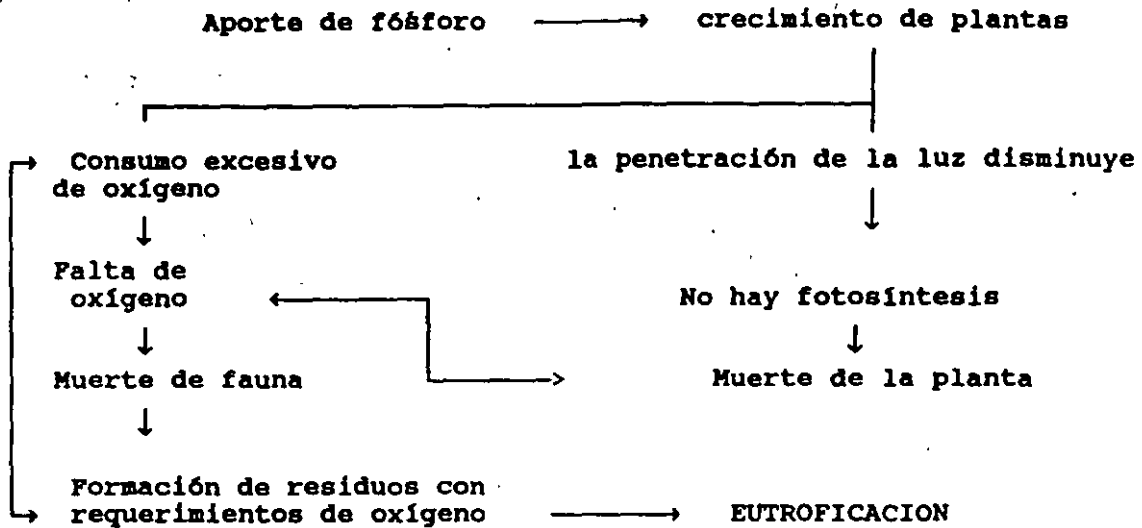 Aporte de fósforo ⟶ crecimiento de plantas
Consumo excesivo
de oxígeno
la penetración de la luz disminuye
Falta de
oxígeno
No hay fotosíntesis
Muerte de fauna
Muerte de la planta
Formación de residuos con
requerimientos de oxígeno ⟶ EUTROFICACION